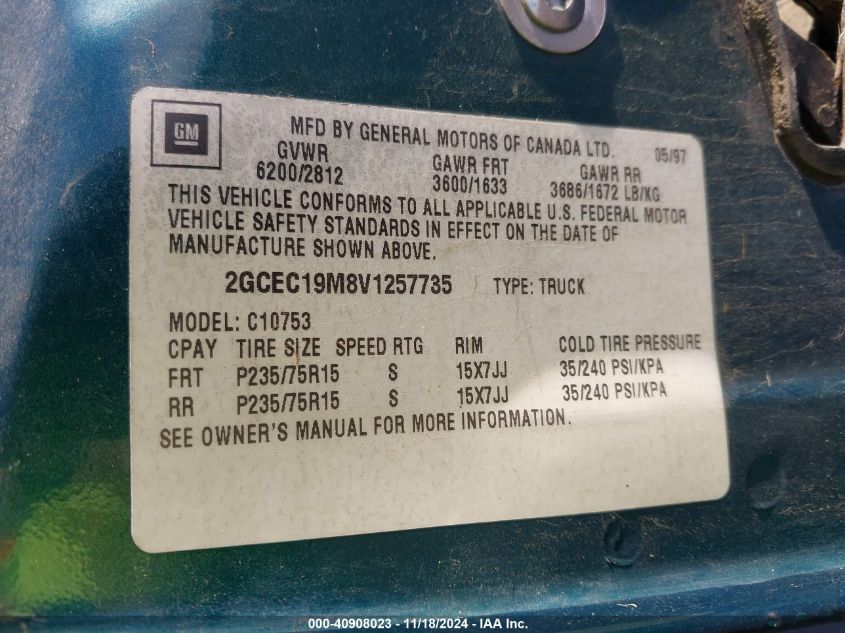 GM
MFD BY GENERAL MOTORS OF CANADA LTD. 05/97
GVWR GAWR FRT GAWR RR
6200/2812 3600/1633 3686/1672 LB/KG
THIS VEHICLE CONFORMS TO ALL APPLICABLE U.S. FEDERAL MOTOR
VEHICLE SAFETY STANDARDS IN EFFECT ON THE DATE OF
MANUFACTURE SHOWN ABOVE.
2GCEC19M8V1257735 TYPE: TRUCK
MODEL: C10753
CPAY TIRE SIZE SPEED RTG RIM COLD TIRE PRESSURE
FRT P235/75R15 S 15X7JJ 35/240 PSI/KPA
RR P235/75R15 S 15X7JJ 35/240 PSI/KPA
SEE OWNER'S MANUAL FOR MORE INFORMATION.
000-40908023 - 11/18/2024 - IAA Inc.